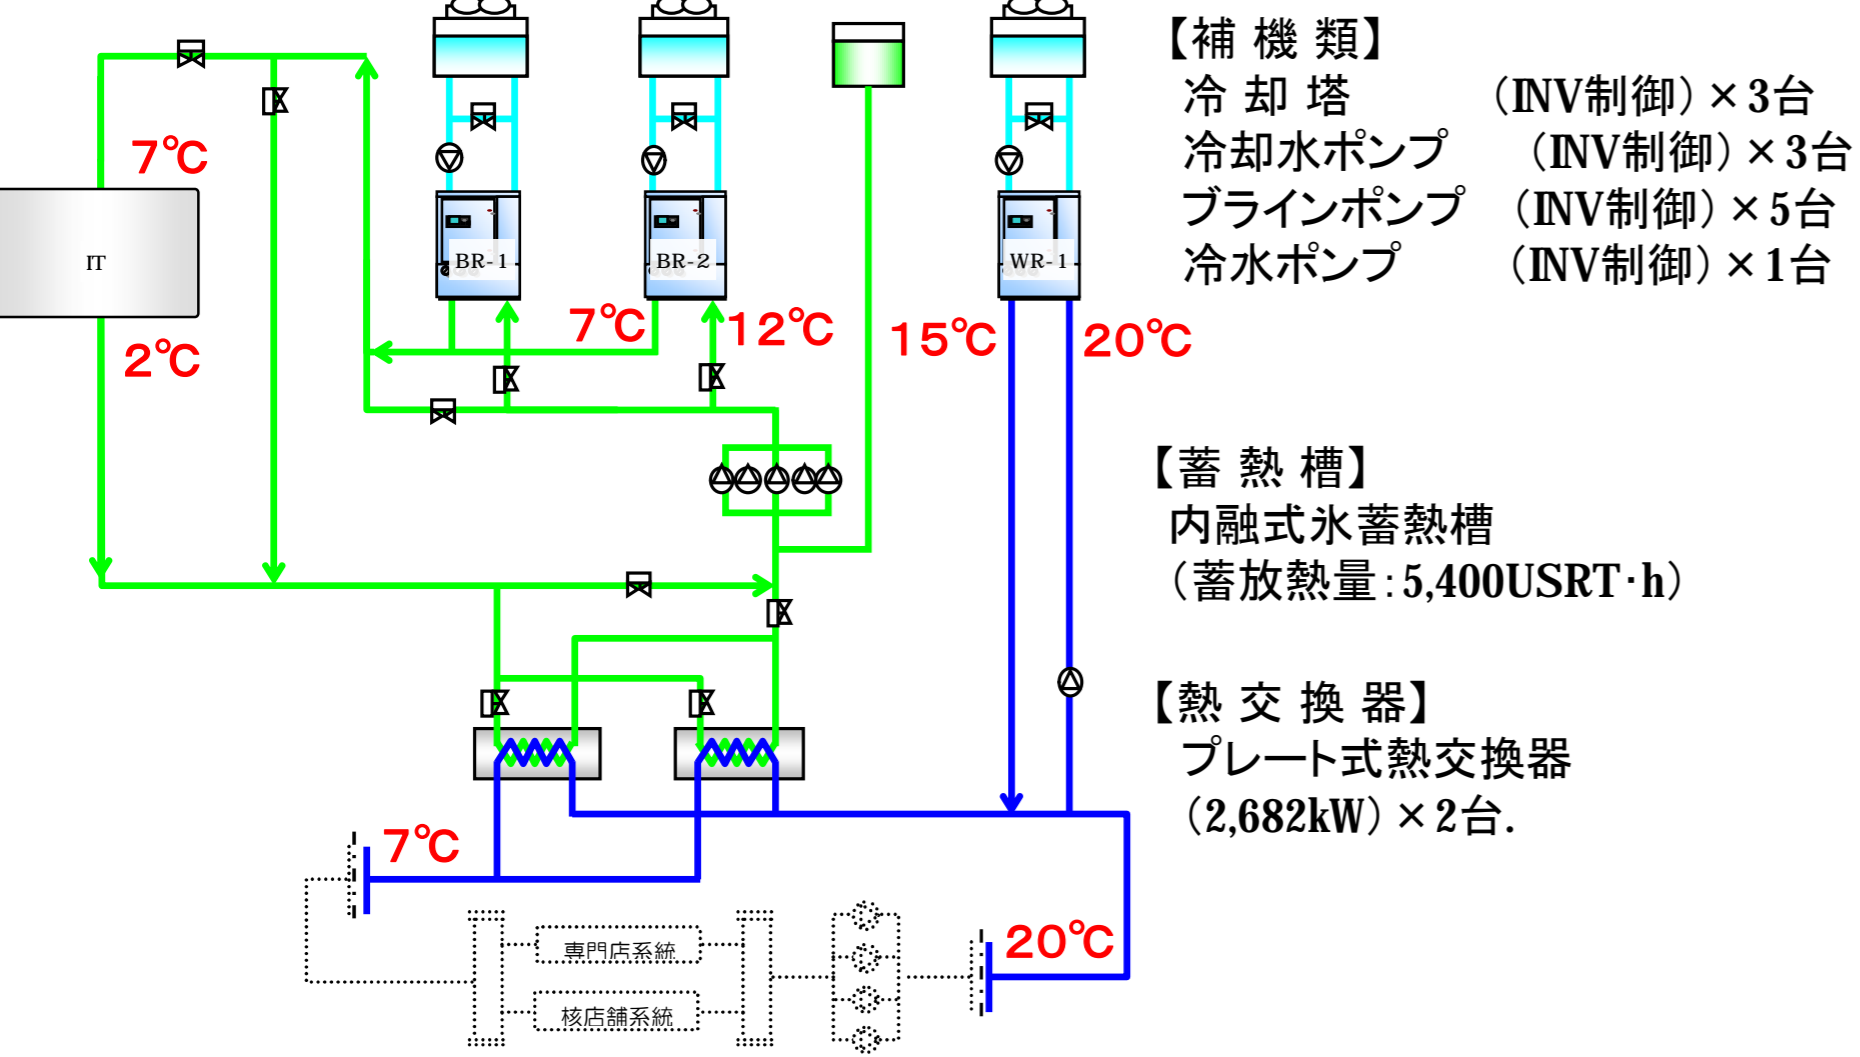 7℃
IT
2℃
BR-1
BR-2
WR-1
7℃
12℃
15℃
20℃
7℃
20℃
専門店系統
核店舗系統
【補 機 類】
冷 却 塔 （INV制御）×3台
冷却水ポンプ （INV制御）×3台
ブラインポンプ （INV制御）×5台
冷水ポンプ （INV制御）×1台
【蓄 熱 槽】
内融式氷蓄熱槽
（蓄放熱量：5,400USRT･h）
【熱 交 換 器】
プレート式熱交換器
（2,682kW）×2台.